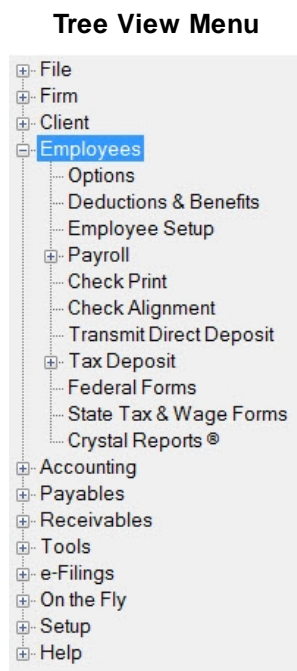 Tree View Menu
File
Firm
Client
Employees
Options
Deductions & Benefits
Employee Setup
Payroll
Check Print
Check Alignment
Transmit Direct Deposit
Tax Deposit
Federal Forms
State Tax & Wage Forms
Crystal Reports ®
Accounting
Payables
Receivables
Tools
e-Filings
On the Fly
Setup
Help